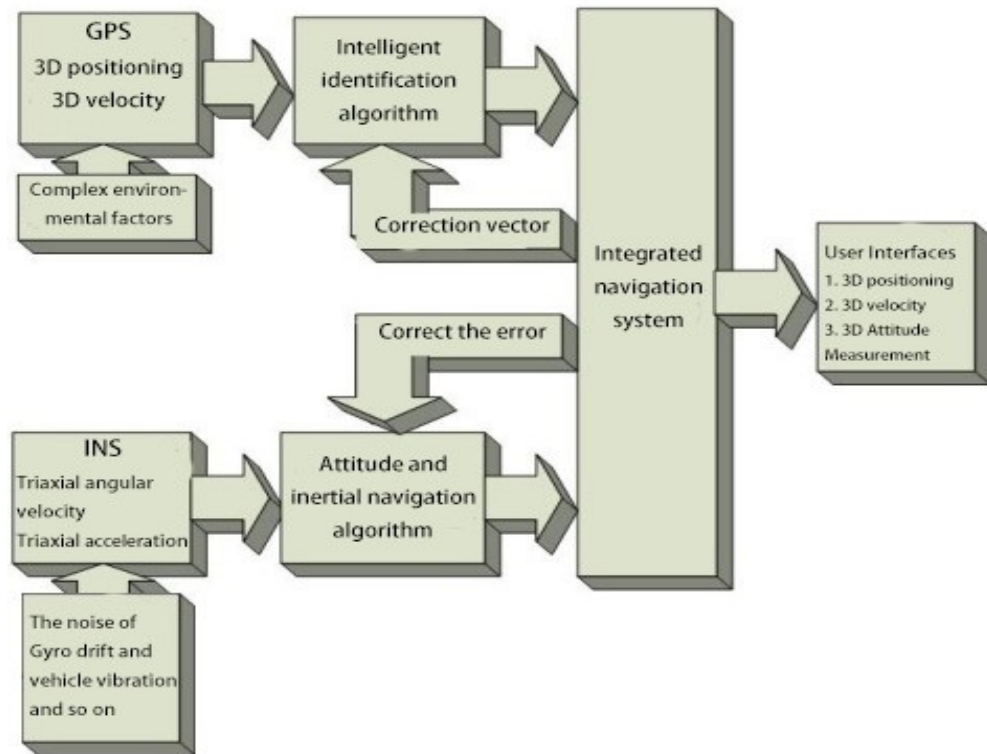 GPS
3D positioning
3D velocity
Intelligent
identification
algorithm
Complex environ-
mental factors
Correction vector
Integrated
navigation
system
User Interfaces
1. 3D positioning
2. 3D velocity
3. 3D Attitude
Measurement
Correct the error
INS
Triaxial angular
velocity
Triaxial acceleration
Attitude and
inertial navigation
algorithm
The noise of
Gyro drift and
vehicle vibration
and so on